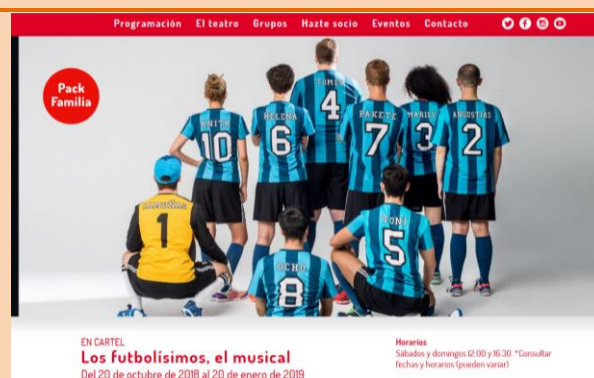 Programación El teatro Grupos Hazte socio Eventos Contacto
Pack
Familia
TOMI
4
ANITA
10
HELENA
6
PAKETE
7
MARILYN
3
ANGUSTIAS
2
CAMUÑAS
1
TONI
5
OCHO
8
EN CARTEL
Los futbolísimos, el musical
Del 20 de octubre de 2018 al 20 de enero de 2019
Horarios
Sábados y domingos 12:00 y 16:30. *Consultar
fechas y horarios (pueden variar)